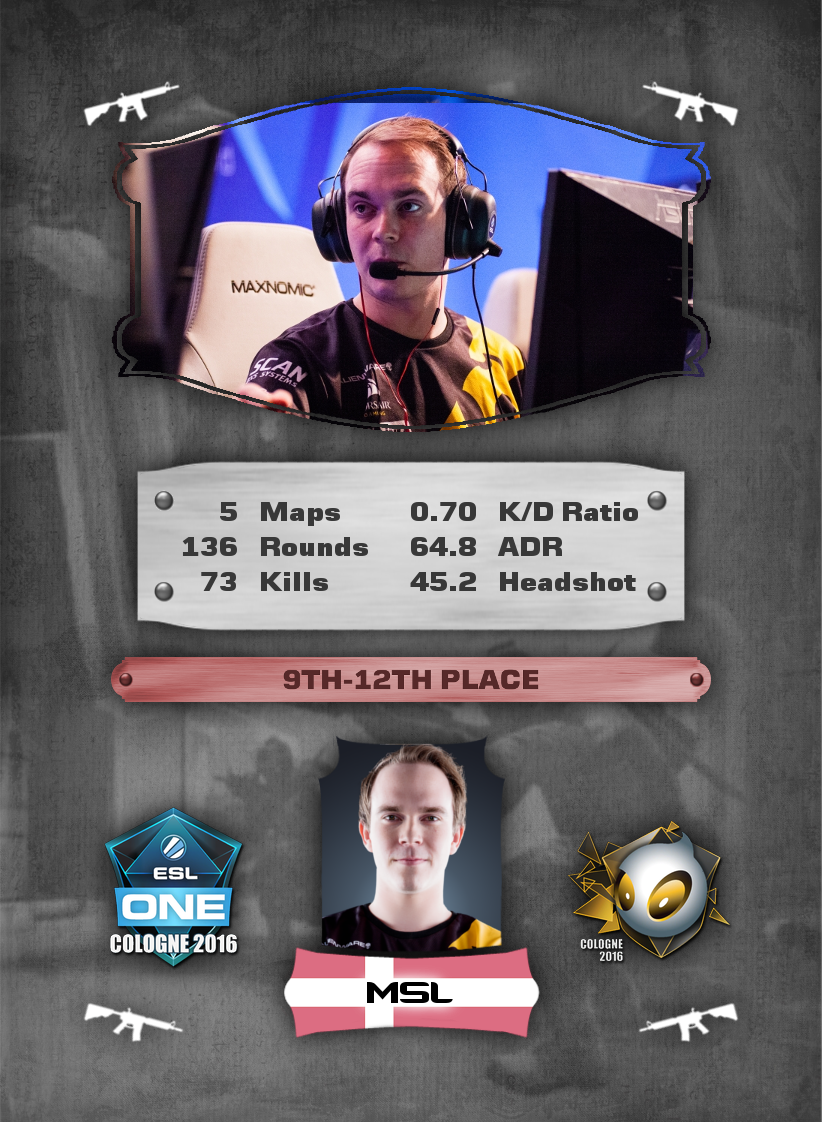 MAXNOMIC
SCAN
SYSTEMS
5 Maps 0.70 K/D Ratio
136 Rounds 64.8 ADR
73 Kills 45.2 Headshot
9TH-12TH PLACE
ESL
ONE
COLOGNE 2016
COLOGNE
2016
MSL